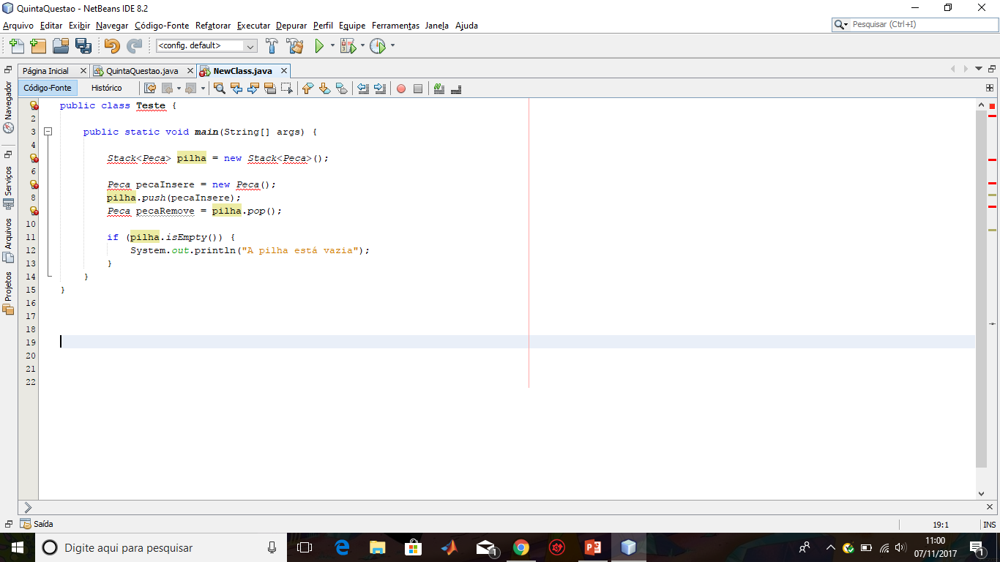 QuintaQuestao - NetBeans IDE 8.2
Arquivo Editar Exibir Navegar Código-Fonte Refatorar Executar Depurar Perfil Equipe Ferramentas Janela Ajuda
Pesquisar (Ctrl+I)
<config. default>
Página Inicial QuintaQuestao.java NewClass.java
Código-Fonte Histórico
Navegador
Serviços
Arquivos
Projetos
public class Teste {
2
3 public static void main(String[] args) {
4
Stack<Peca> pilha = new Stack<Peca>();
6
Peca pecaInsere = new Peca();
8 pilha.push(pecaInsere);
Peca pecaRemove = pilha.pop();
10
11 if (pilha.isEmpty()) {
12 System.out.println("A pilha está vazia");
13 }
14 }
15 }
16
17
18
19
20
21
22
Saída
19:1 INS
Digite aqui para pesquisar
1
11:00
07/11/2017
1